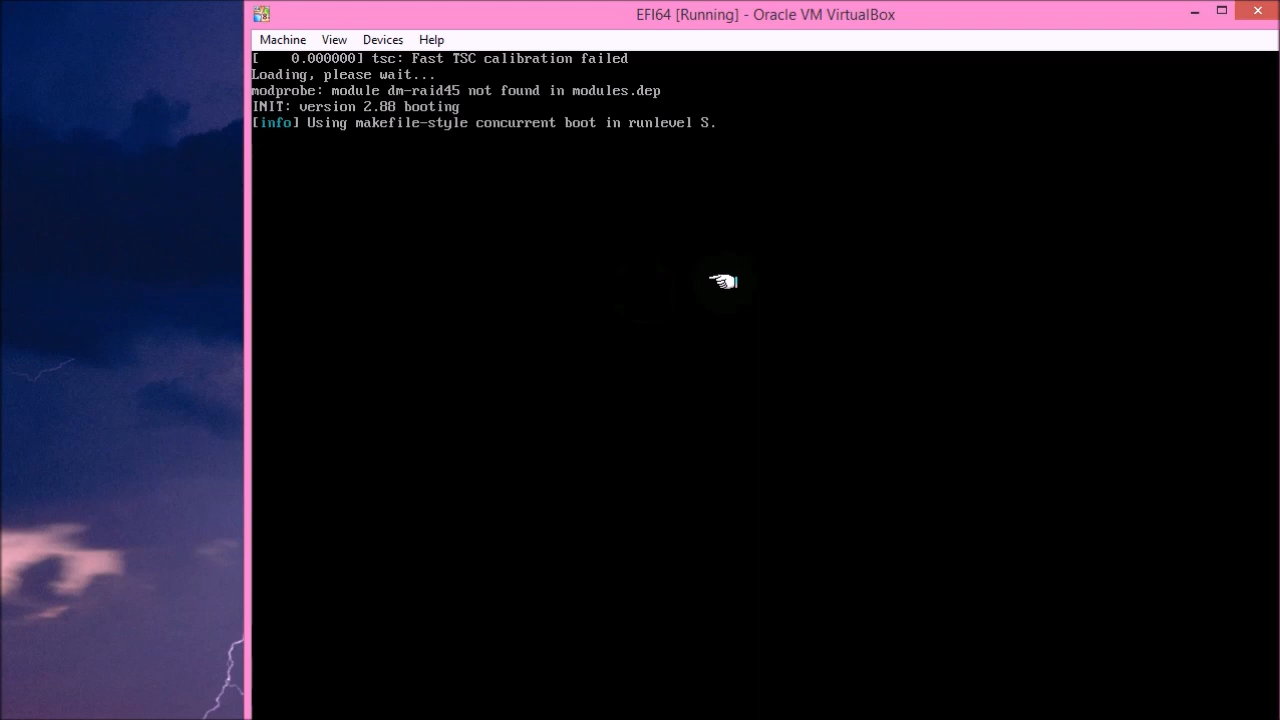 EFI64 [Running] - Oracle VM VirtualBox
Machine View Devices Help
[    0.000000] tsc: Fast TSC calibration failed
Loading, please wait...
modprobe: module dm-raid45 not found in modules.dep
INIT: version 2.88 booting
[info] Using makefile-style concurrent boot in runlevel S.